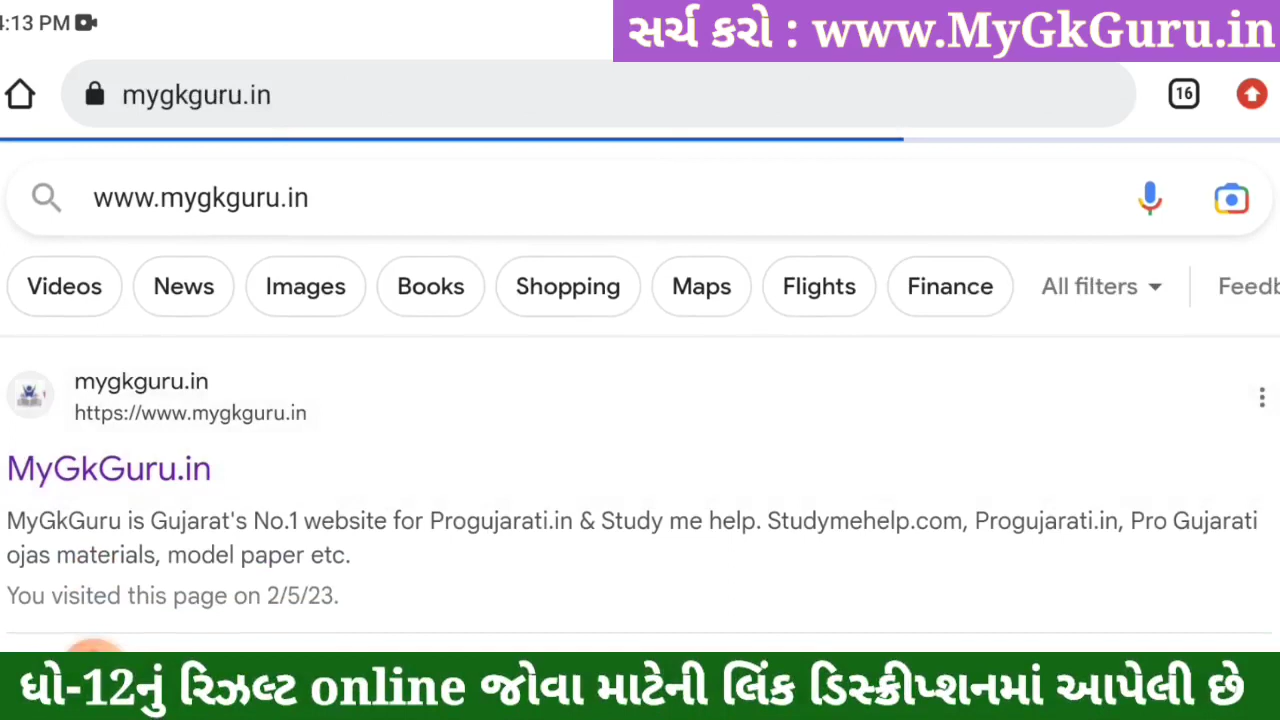 4:13 PM
સર્ચ કરો : www.MyGkGuru.in
mygkguru.in
16
www.mygkguru.in
Videos News Images Books Shopping Maps Flights Finance All filters Feedb
mygkguru.in
https://www.mygkguru.in
MyGkGuru.in
MyGkGuru is Gujarat's No.1 website for Progujarati.in & Study me help. Studymehelp.com, Progujarati.in, Pro Gujarati
ojas materials, model paper etc.
You visited this page on 2/5/23.
ધો-12નું રિઝલ્ટ online જોવા માટેની લિંક ડિસ્ક્રીપ્શનમાં આપેલી છે